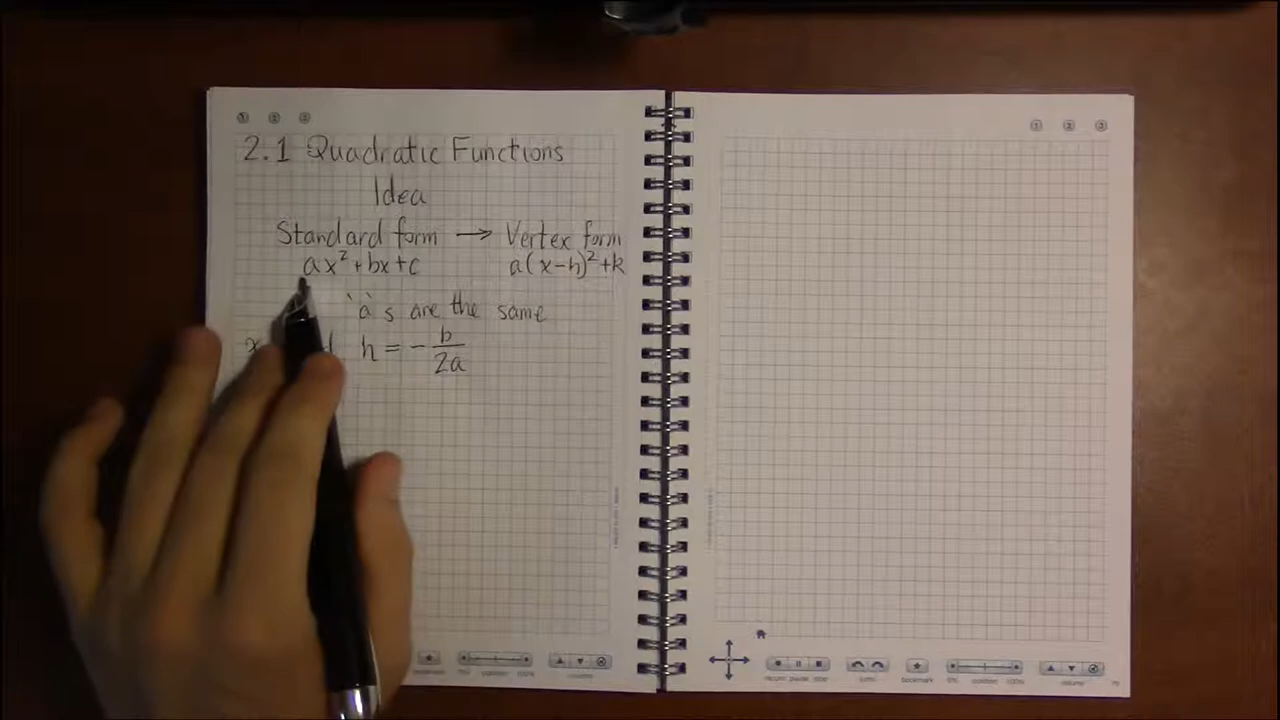 2.1 Quadratic Functions
Idea
Standard form → Vertex form
ax²+bx+c a(x-h)²+k
`a`s are the same
h = - b/2a